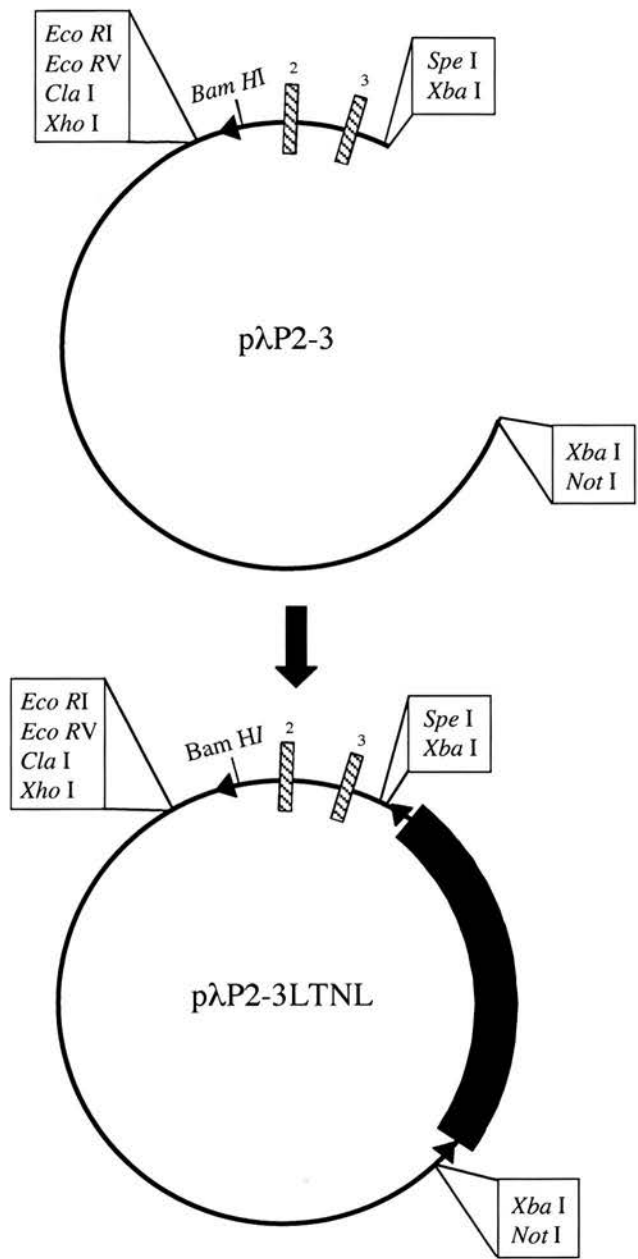 Eco RI
Eco RV
Cla I
Xho I
Bam HI
2
3
Spe I
Xba I
pλP2-3
Xba I
Not I
Eco RI
Eco RV
Cla I
Xho I
Bam HI
2
3
Spe I
Xba I
pλP2-3LTNL
Xba I
Not I